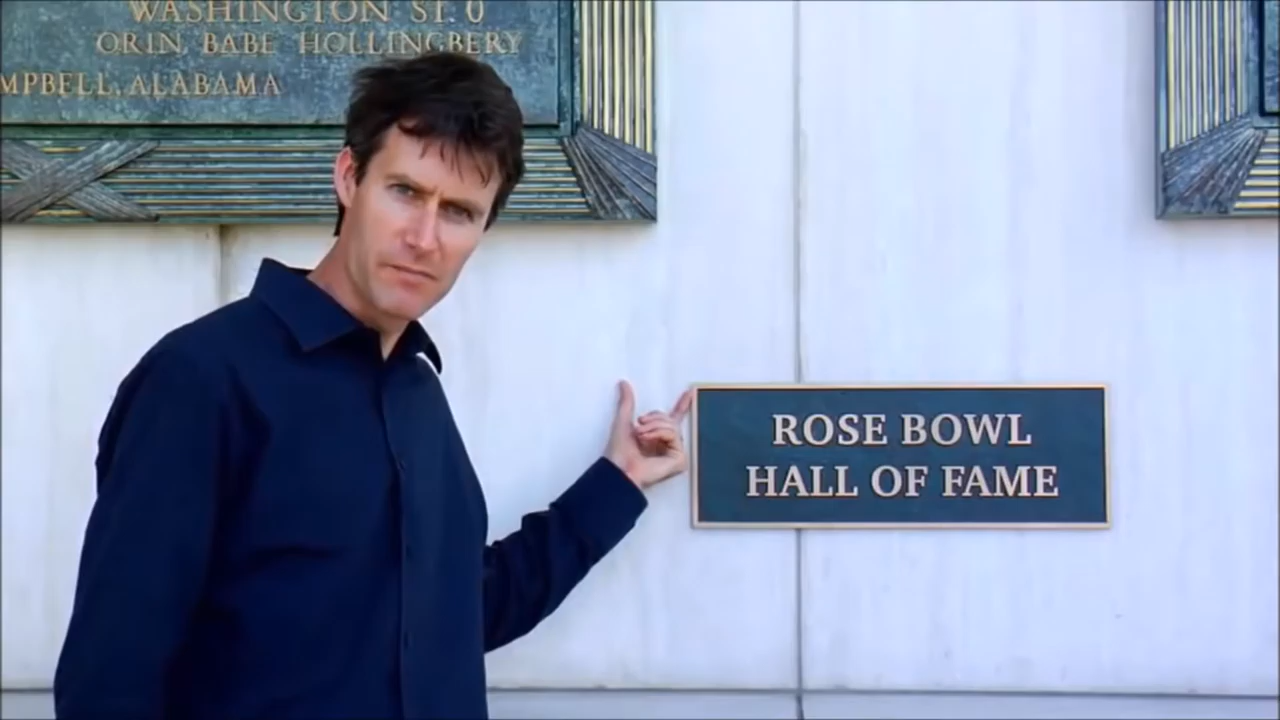 WASHINGTON ST. 0
ORIN BABE HOLLINGBERY
MPBELL, ALABAMA
ROSE BOWL
HALL OF FAME